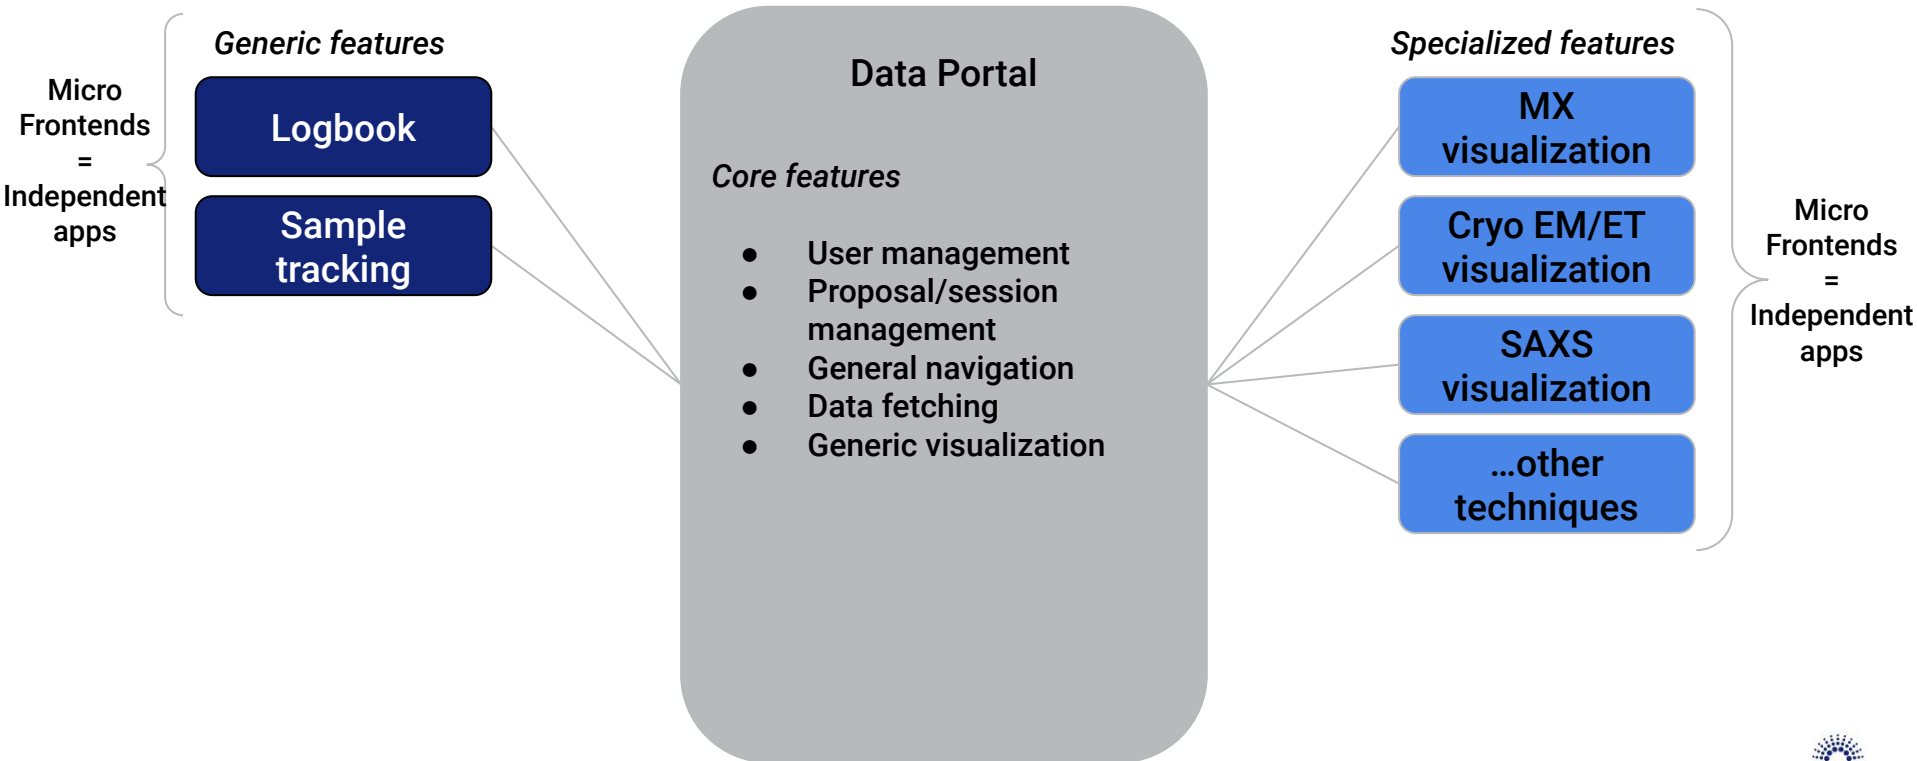 Micro
Frontends
=
Independent
apps
Generic features
Logbook
Sample
tracking
Data Portal
Core features
● User management
● Proposal/session
management
● General navigation
● Data fetching
● Generic visualization
Specialized features
MX
visualization
Cryo EM/ET
visualization
SAXS
visualization
...other
techniques
Micro
Frontends
=
Independent
apps